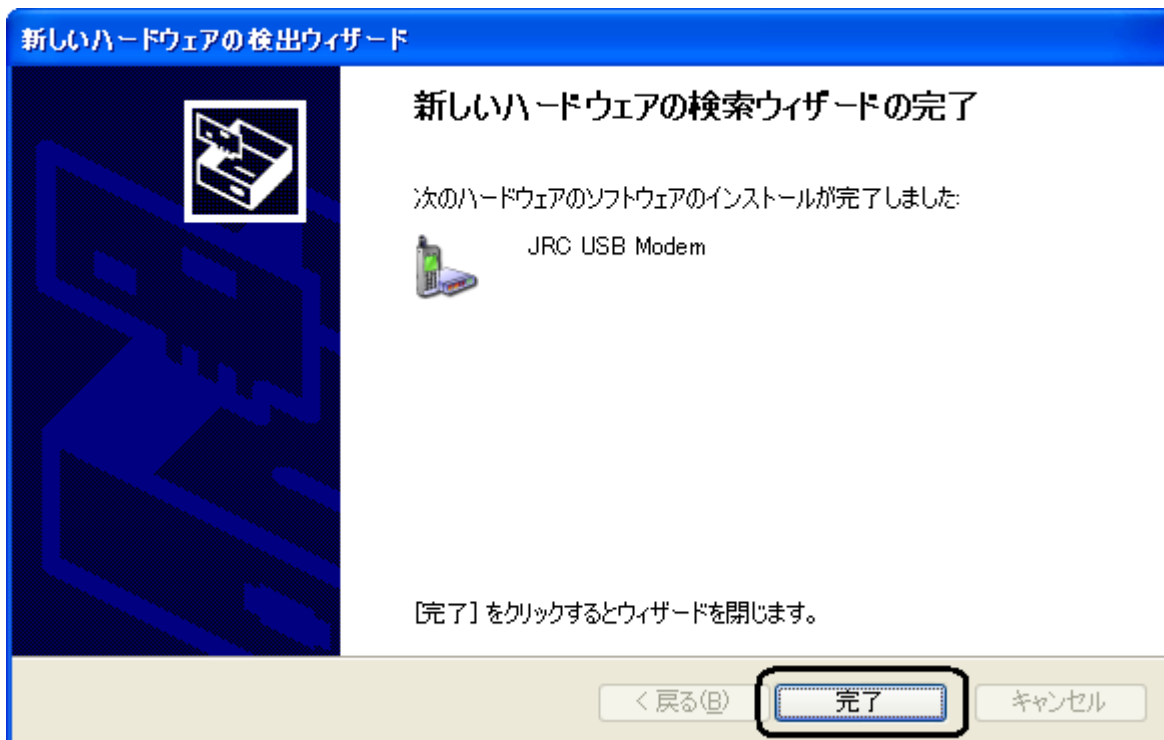 新しいハードウェアの検出ウィザード
新しいハードウェアの検索ウィザードの完了
次のハードウェアのソフトウェアのインストールが完了しました:
JRC USB Modem
[完了] をクリックするとウィザードを閉じます。
< 戻る(B)
完了
キャンセル